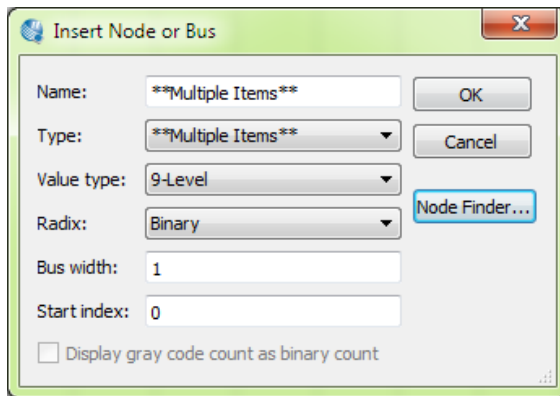 Insert Node or Bus
X
Name: **Multiple Items** OK
Type: **Multiple Items** Cancel
Value type: 9-Level
Node Finder...
Radix: Binary
Bus width: 1
Start index: 0
Display gray code count as binary count